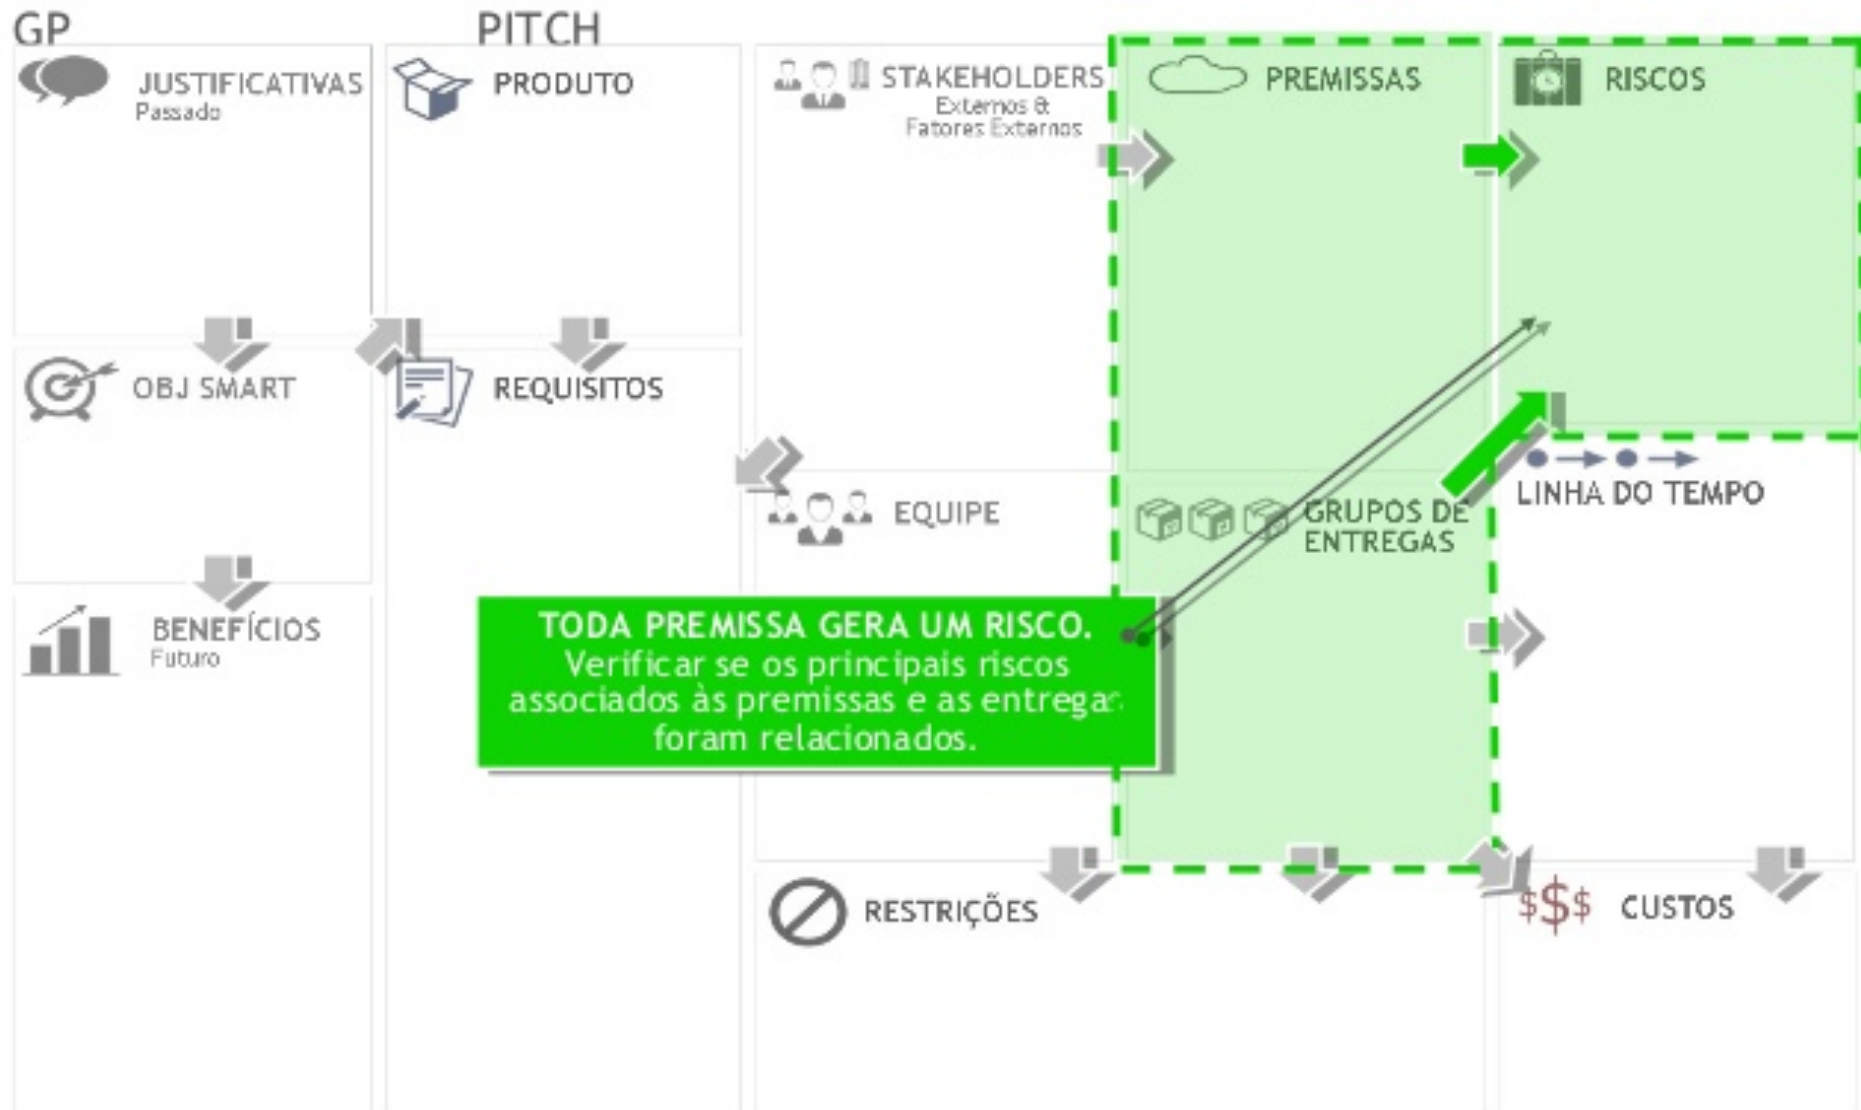 GP
PITCH
JUSTIFICATIVAS
Passado
PRODUTO
STAKEHOLDERS
Externos &
Fatores Externos
PREMISSAS
RISCOS
OBJ SMART
REQUISITOS
EQUIPE
GRUPOS DE
ENTREGAS
LINHA DO TEMPO
BENEFÍCIOS
Futuro
TODA PREMISSA GERA UM RISCO.
Verificar se os principais riscos
associados às premissas e as entregas
foram relacionados.
RESTRIÇÕES
$$$ CUSTOS